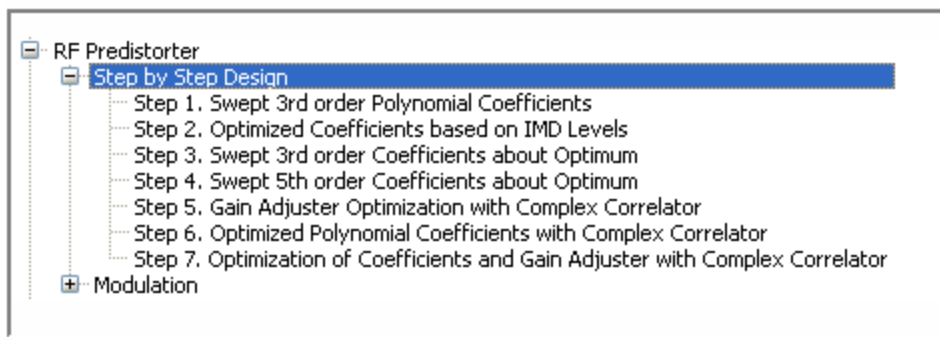 RF Predistorter
Step by Step Design
Step 1. Swept 3rd order Polynomial Coefficients
Step 2. Optimized Coefficients based on IMD Levels
Step 3. Swept 3rd order Coefficients about Optimum
Step 4. Swept 5th order Coefficients about Optimum
Step 5. Gain Adjuster Optimization with Complex Correlator
Step 6. Optimized Polynomial Coefficients with Complex Correlator
Step 7. Optimization of Coefficients and Gain Adjuster with Complex Correlator
Modulation